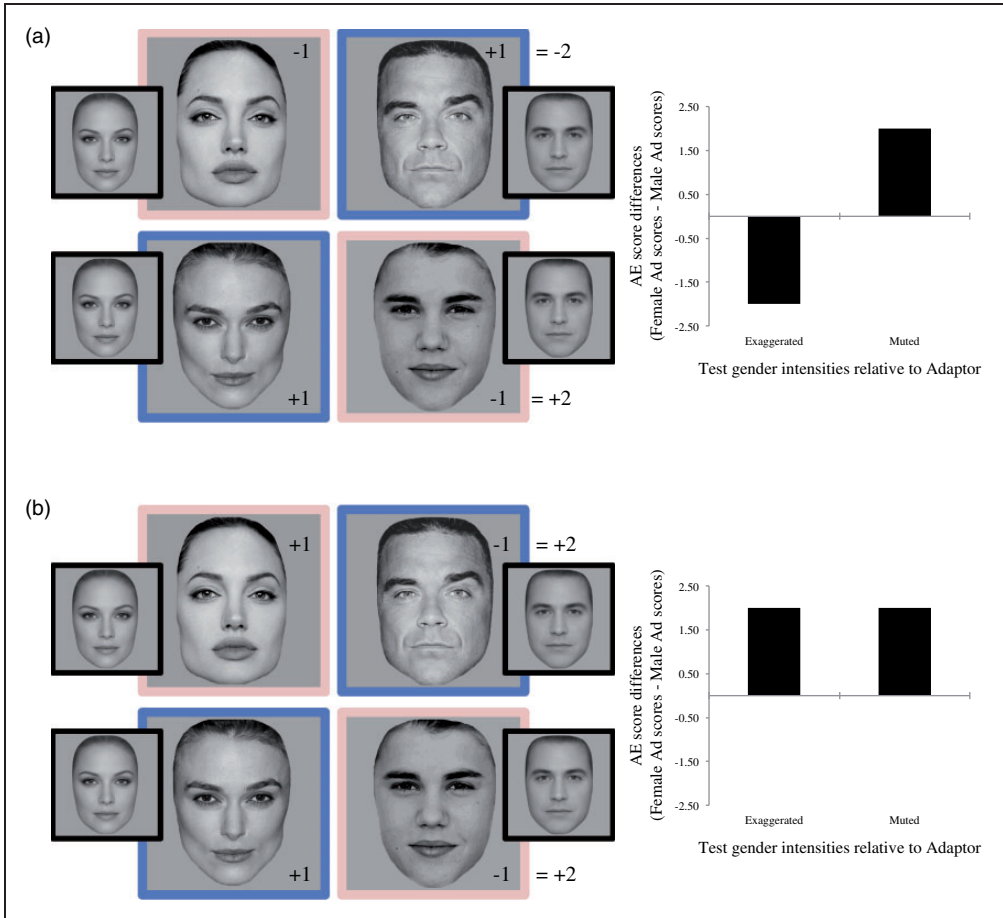 (a)
-1
+1 = -2
+1
-1 = +2
2.50
1.50
0.50
-0.50
-1.50
-2.50
AE score differences
(Female Ad scores - Male Ad scores)
Exaggerated Muted
Test gender intensities relative to Adaptor
(b)
+1
-1 = +2
+1
-1 = +2
2.50
1.50
0.50
-0.50
-1.50
-2.50
AE score differences
(Female Ad scores - Male Ad scores)
Exaggerated Muted
Test gender intensities relative to Adaptor